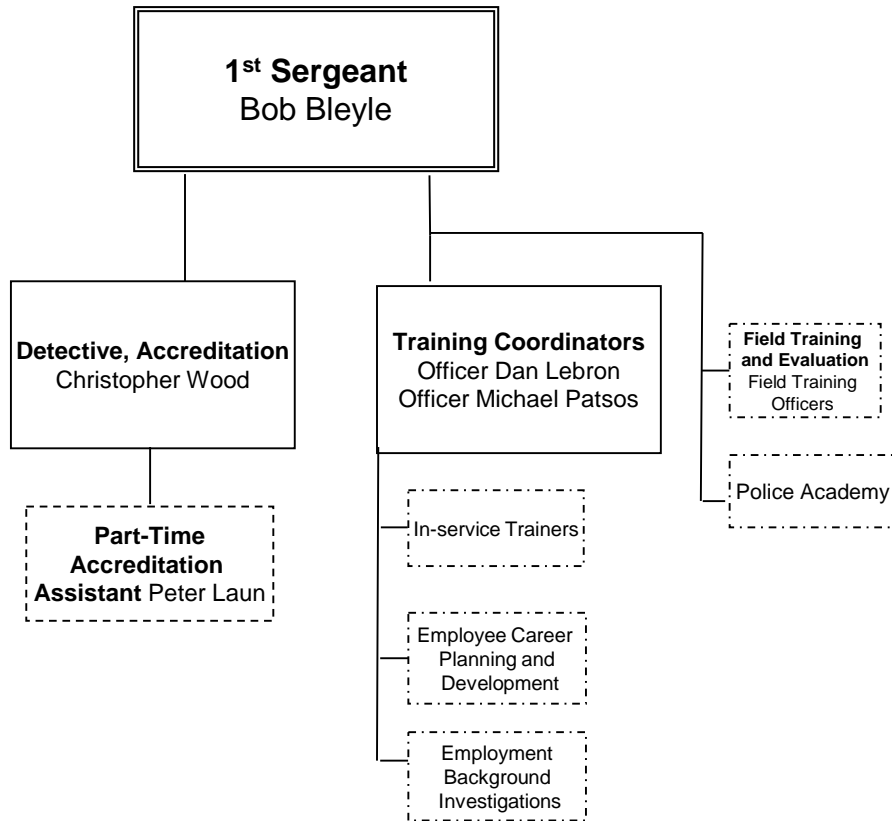 1st Sergeant
Bob Bleyle
Detective, Accreditation
Christopher Wood
Part-Time
Accreditation
Assistant Peter Laun
Training Coordinators
Officer Dan Lebron
Officer Michael Patsos
In-service Trainers
Employee Career
Planning and
Development
Employment
Background
Investigations
Field Training
and Evaluation
Field Training
Officers
Police Academy